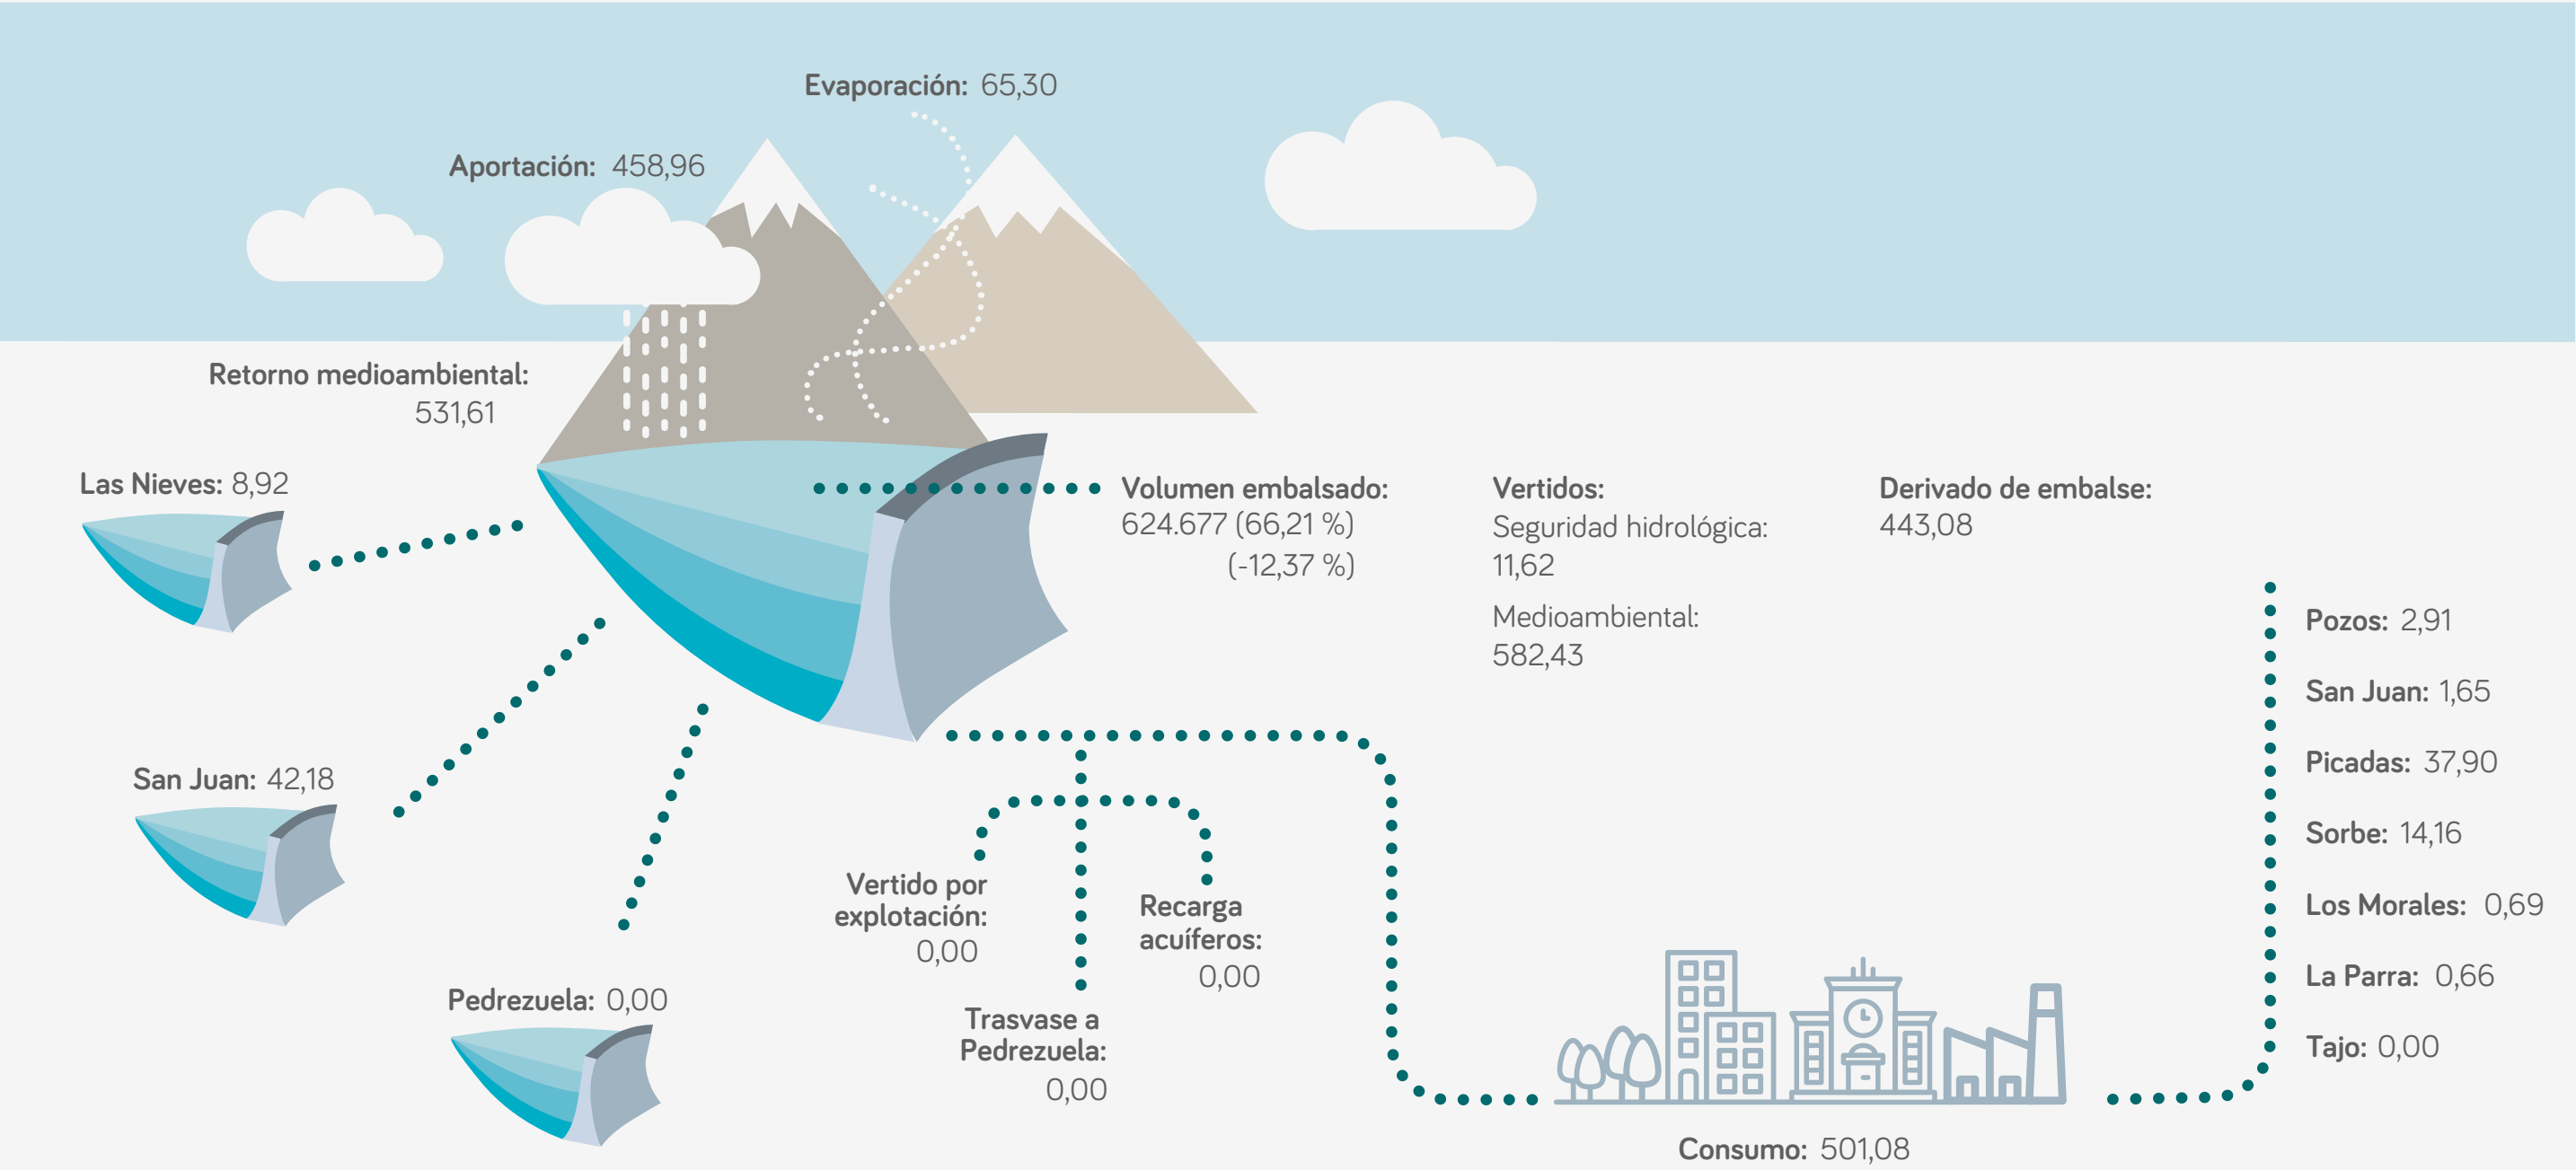 Evaporación: 65,30
Aportación: 458,96
Retorno medioambiental:
531,61
Las Nieves: 8,92
San Juan: 42,18
Pedrezuela: 0,00
Volumen embalsado:
624.677 (66,21 %)
(-12,37 %)
Vertidos:
Seguridad hidrológica:
11,62
Medioambiental:
582,43
Derivado de embalse:
443,08
Vertido por
explotación:
0,00
Trasvase a
Pedrezuela:
0,00
Recarga
acuíferos:
0,00
Pozos: 2,91
San Juan: 1,65
Picadas: 37,90
Sorbe: 14,16
Los Morales: 0,69
La Parra: 0,66
Tajo: 0,00
Consumo: 501,08